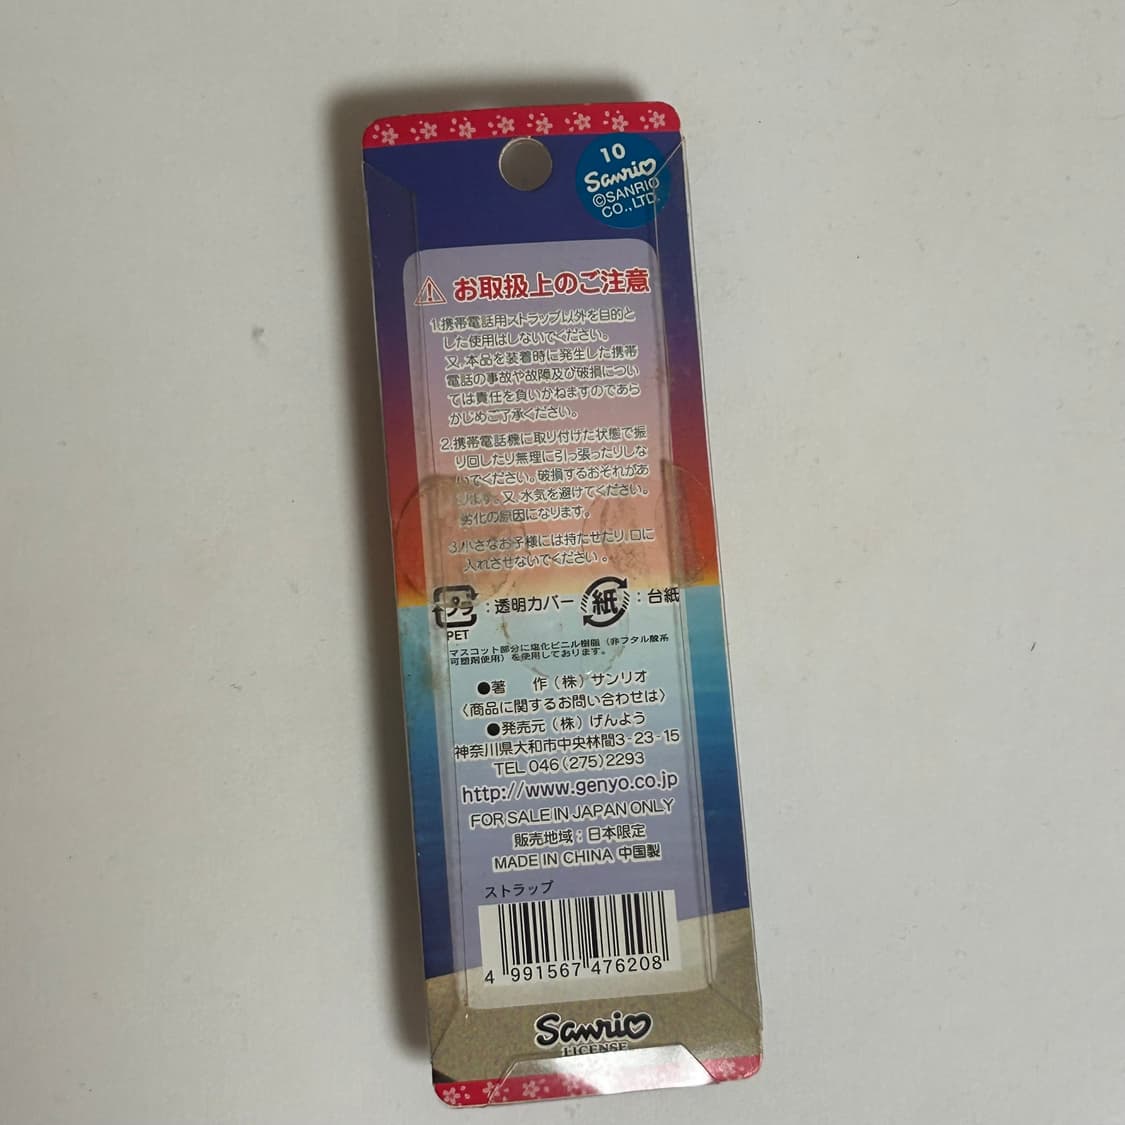 10
Sanrio
©SANRIO
CO.,LTD.
お取扱上のご注意
1.携帯電話用ストラップ以外を目的と
した使用はしないでください。
又、本品を装着時に発生した携帯
電話の事故や故障及び破損につい
ては責任を負いかねますのであら
かじめご了承ください。
2.携帯電話機に取り付けた状態で振
り回したり無理に引っ張ったりしな
いでください。破損するおそれがあ
ります。又、水気を避けてください。
劣化の原因になります。
3.小さなお子様には持たせたり、口に
入れさせないでください。
プラ:透明カバー 紙:台紙
PET
マスコット部分に塩化ビニル樹脂(非フタル酸系
可塑剤使用)を使用しております。
●著 作(株)サンリオ
〈商品に関するお問い合わせは〉
●発売元(株)げんよう
神奈川県大和市中央林間3-23-15
TEL 046(275)2293
http://www.genyo.co.jp
FOR SALE IN JAPAN ONLY
販売地域:日本限定
MADE IN CHINA 中国製
ストラップ
4 991567 476208
Sanrio
LICENSE